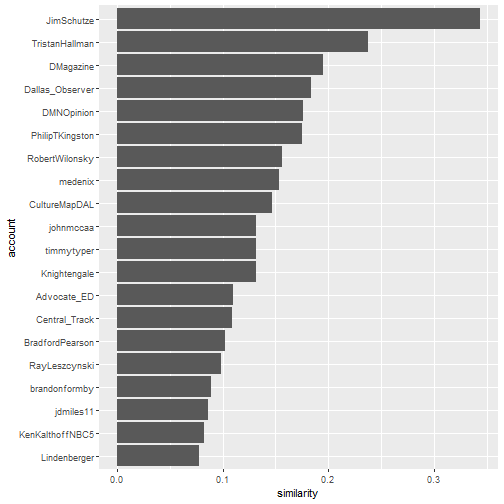 JimSchutze
TristanHallman
DMagazine
Dallas_Observer
DMNOpinion
PhilipTKingston
RobertWilonsky
medenix
CultureMapDAL
johnmccaa
timmytyper
Knightengale
Advocate_ED
Central_Track
BradfordPearson
RayLeszcynski
brandonformby
jdmiles11
KenKalthoffNBC5
Lindenberger
account
0.0 0.1 0.2 0.3
similarity